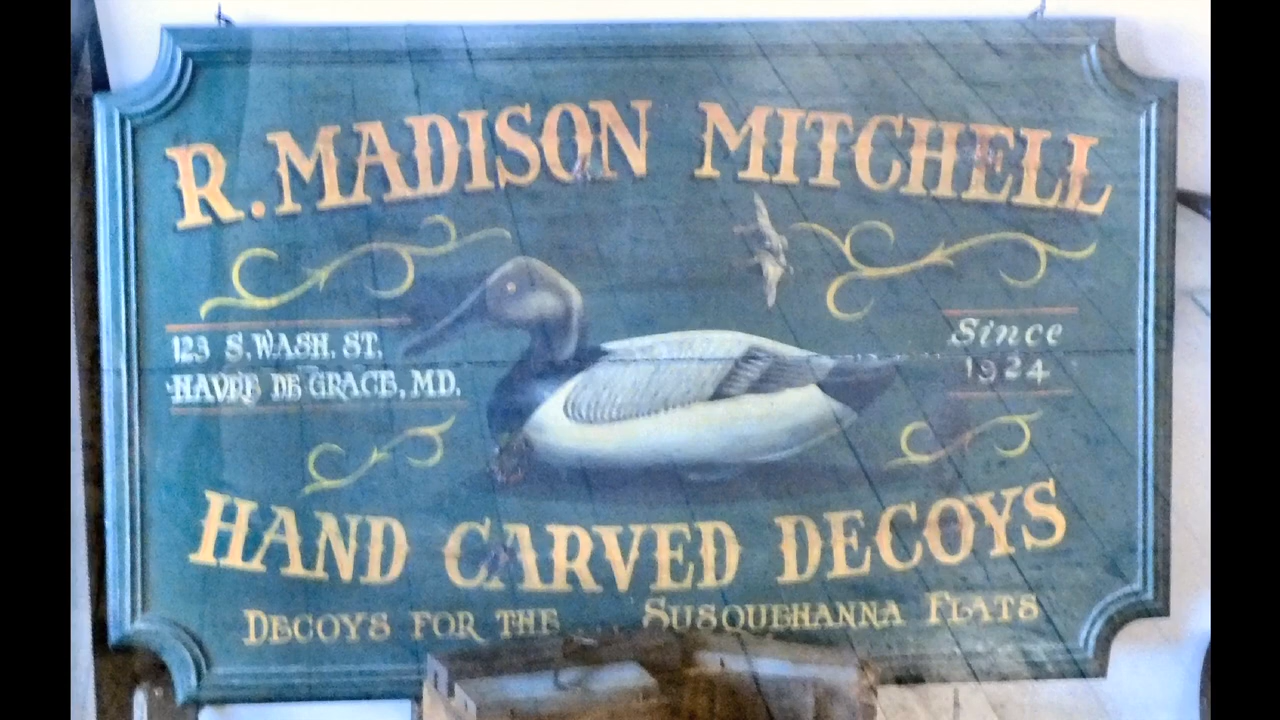 R. MADISON MITCHELL
123 S. WASH. ST.
HAVRE DE GRACE, MD.
Since
1924
HAND CARVED DECOYS
DECOYS FOR THE SUSQUEHANNA FLATS